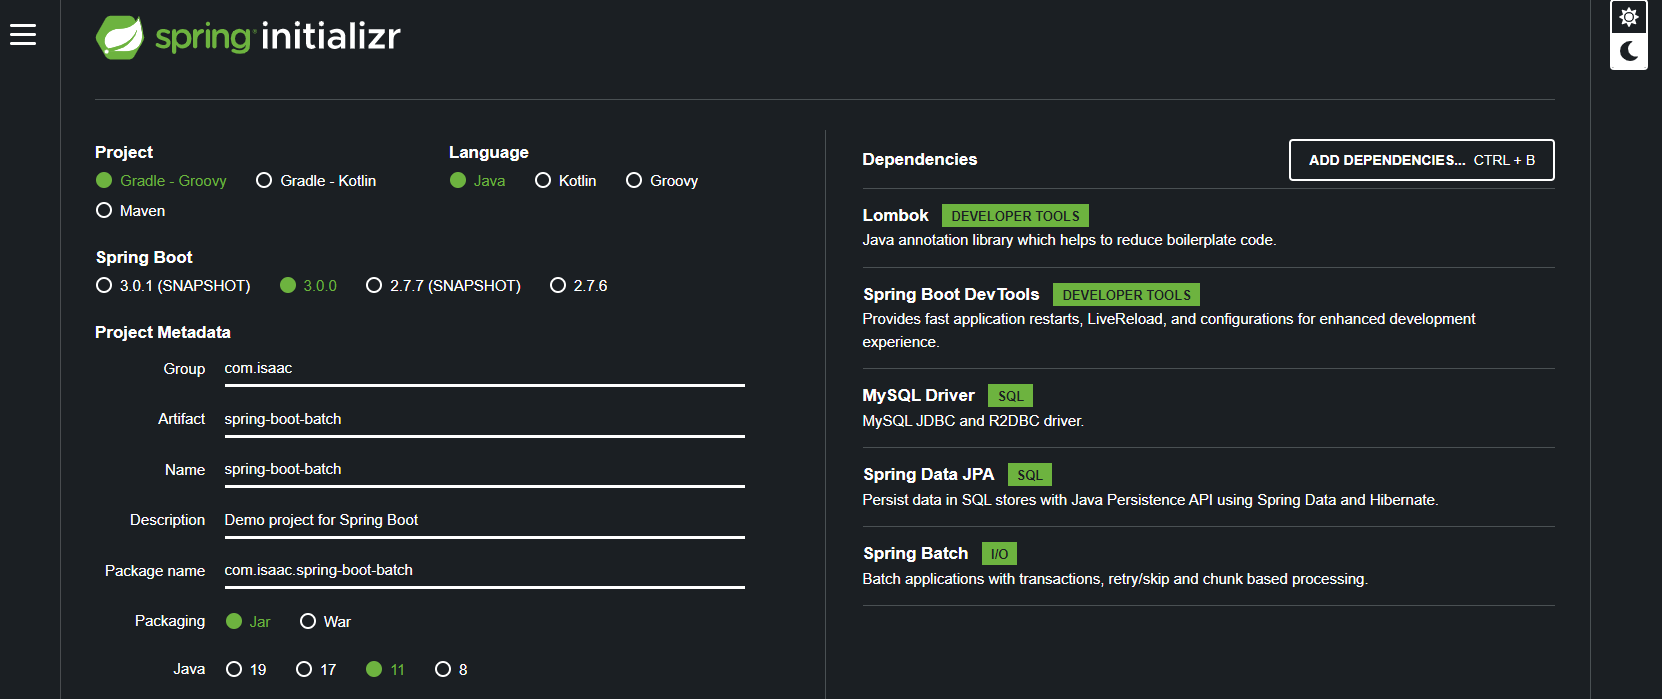 spring initializr
Project
Gradle - Groovy
Gradle - Kotlin
Maven
Language
Java
Kotlin
Groovy
Spring Boot
3.0.1 (SNAPSHOT)
3.0.0
2.7.7 (SNAPSHOT)
2.7.6
Project Metadata
Group
com.isaac
Artifact
spring-boot-batch
Name
spring-boot-batch
Description
Demo project for Spring Boot
Package name
com.isaac.spring-boot-batch
Packaging
Jar
War
Java
19
17
11
8
Dependencies
ADD DEPENDENCIES... CTRL + B
Lombok DEVELOPER TOOLS
Java annotation library which helps to reduce boilerplate code.
Spring Boot DevTools DEVELOPER TOOLS
Provides fast application restarts, LiveReload, and configurations for enhanced development
experience.
MySQL Driver SQL
MySQL JDBC and R2DBC driver.
Spring Data JPA SQL
Persist data in SQL stores with Java Persistence API using Spring Data and Hibernate.
Spring Batch I/O
Batch applications with transactions, retry/skip and chunk based processing.